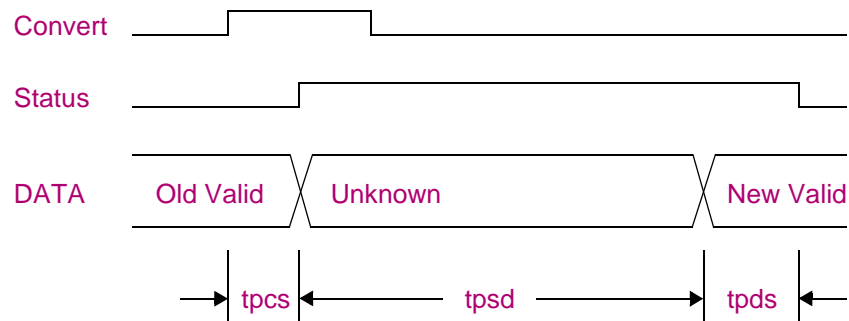 Convert
Status
DATA Old Valid Unknown New Valid
tpcs tpsd tpds